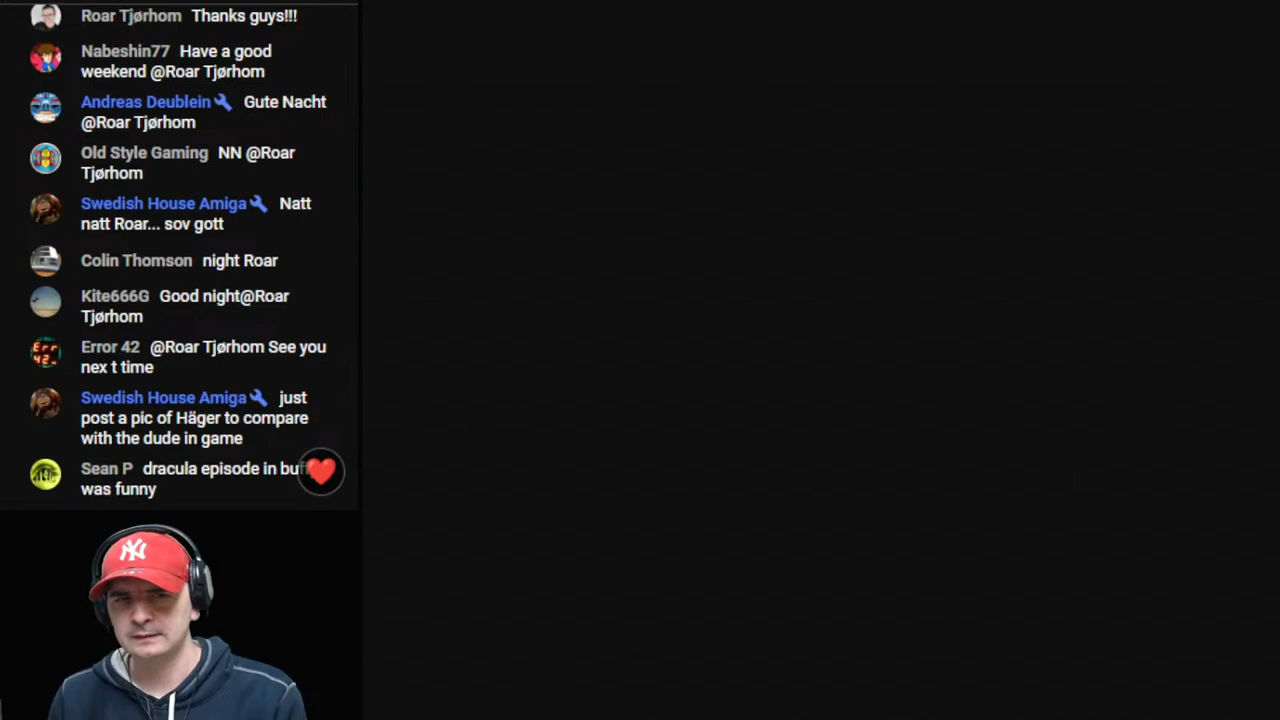 Roar Tjørhom Thanks guys!!!
Nabeshin77 Have a good
weekend @Roar Tjørhom
Andreas Deublein Gute Nacht
@Roar Tjørhom
Old Style Gaming NN @Roar
Tjørhom
Swedish House Amiga Natt
natt Roar... sov gott
Colin Thomson night Roar
Kite666G Good night@Roar
Tjørhom
Error 42 @Roar Tjørhom See you
nex t time
Swedish House Amiga just
post a pic of Häger to compare
with the dude in game
Sean P dracula episode in
was funny
NY